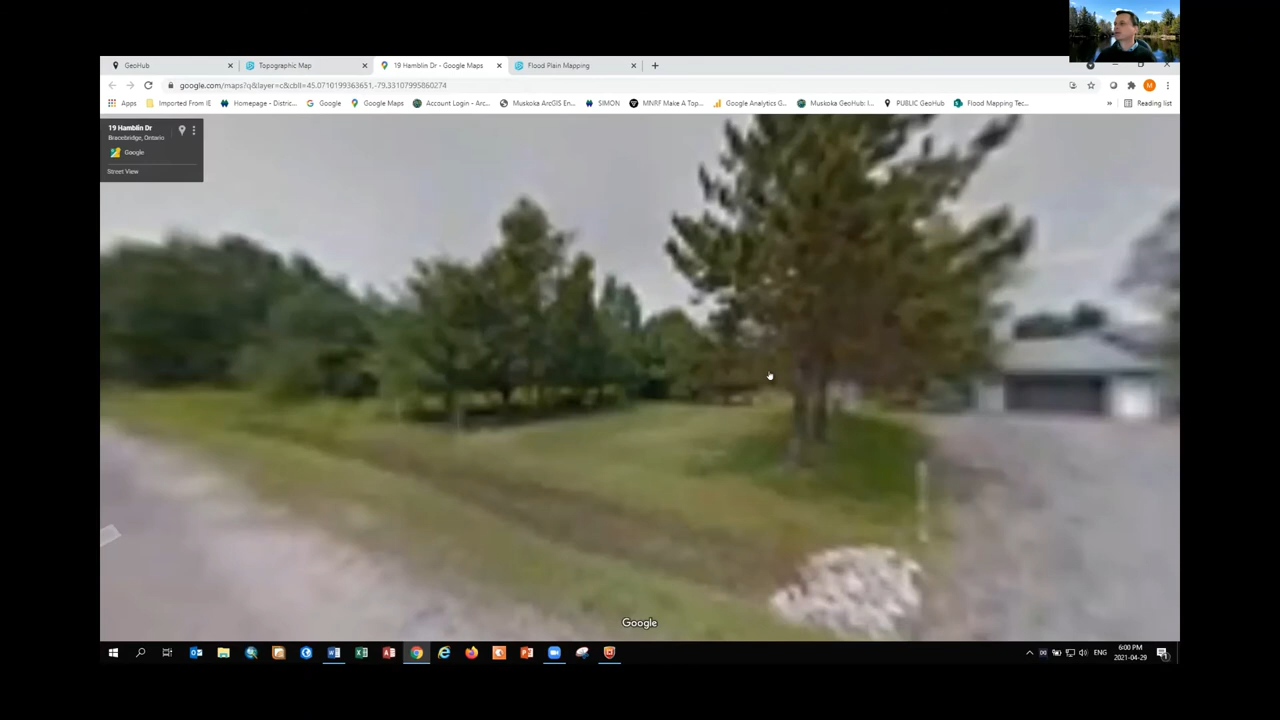 GeoHub
Topographic Map
19 Hamblin Dr - Google Maps
Flood Plain Mapping
google.com/maps?q&layer=c&cbll=45.0710199363651,-79.33107995860274
Apps
Imported From IE
Homepage - Distric...
Google
Google Maps
Account Login - Arc...
Muskoka ArcGIS En...
SIMON
MNRF Make A Top...
Google Analytics G...
Muskoka GeoHub: I...
PUBLIC GeoHub
Flood Mapping Tec...
»
Reading list
19 Hamblin Dr
Bracebridge, Ontario
Google
Street View
Google
ENG
6:00 PM
2021-04-29